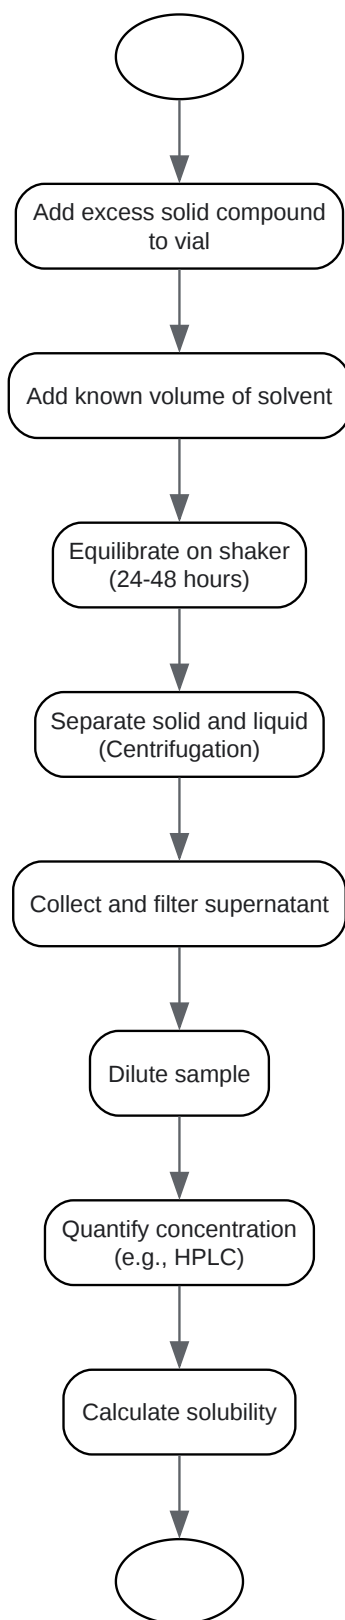 Add excess solid compound
to vial
Add known volume of solvent
Equilibrate on shaker
(24-48 hours)
Separate solid and liquid
(Centrifugation)
Collect and filter supernatant
Dilute sample
Quantify concentration
(e.g., HPLC)
Calculate solubility